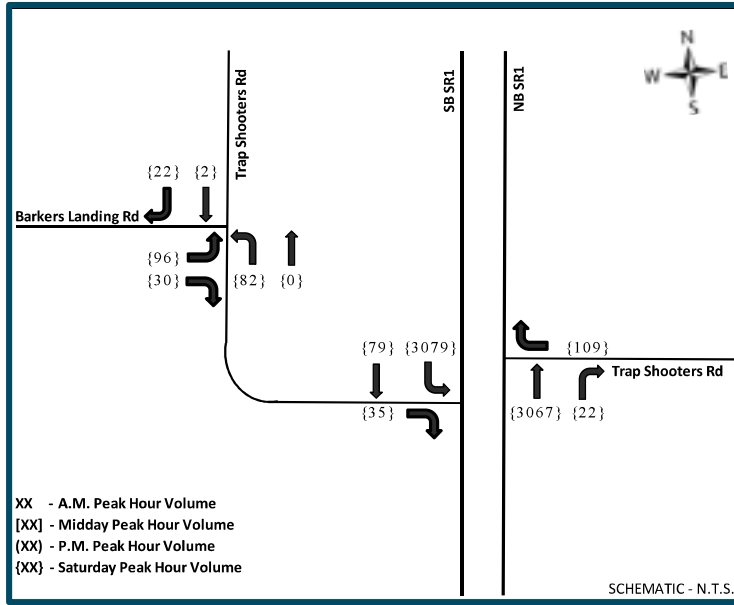 N
W E
S
Trap Shooters Rd
SB SR1
NB SR1
{22} {2}
Barkers Landing Rd
{96}
{30} {82} {0}
{79} {3079} {109}
Trap Shooters Rd
{35} {3067} {22}
XX - A.M. Peak Hour Volume
[XX] - Midday Peak Hour Volume
(XX) - P.M. Peak Hour Volume
{XX} - Saturday Peak Hour Volume
SCHEMATIC - N.T.S.